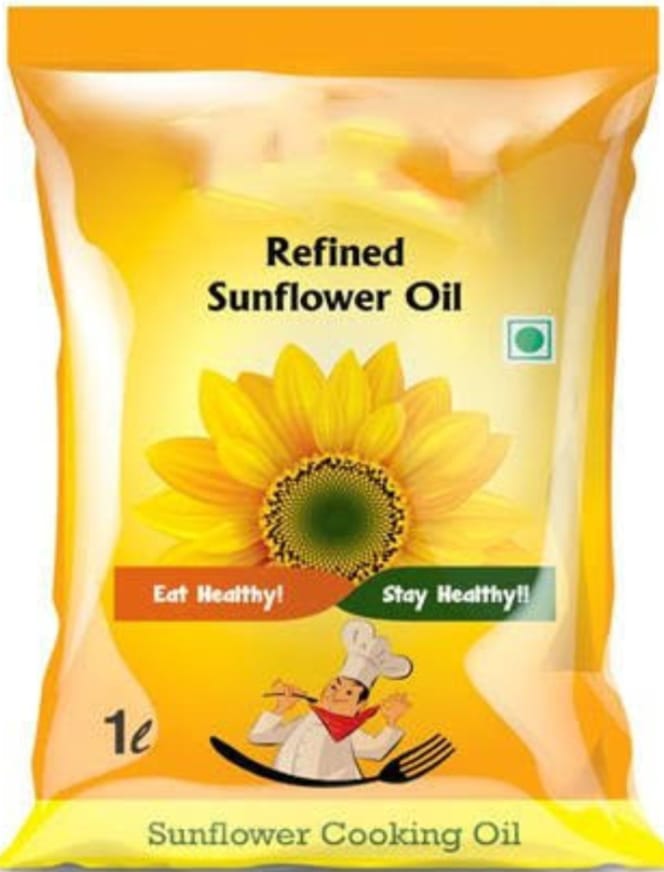 Refined
Sunflower Oil
Eat Healthy! Stay Healthy!!
1ℓ
Sunflower Cooking Oil